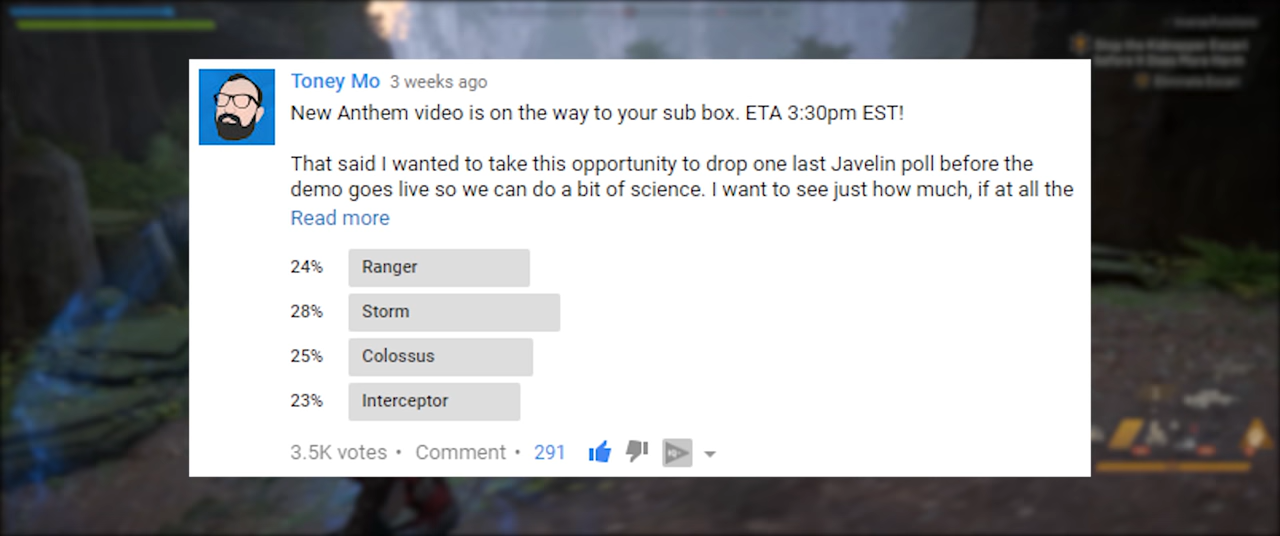 Toney Mo 3 weeks ago
New Anthem video is on the way to your sub box. ETA 3:30pm EST!
That said I wanted to take this opportunity to drop one last Javelin poll before the
demo goes live so we can do a bit of science. I want to see just how much, if at all the
Read more
24% Ranger
28% Storm
25% Colossus
23% Interceptor
3.5K votes • Comment • 291